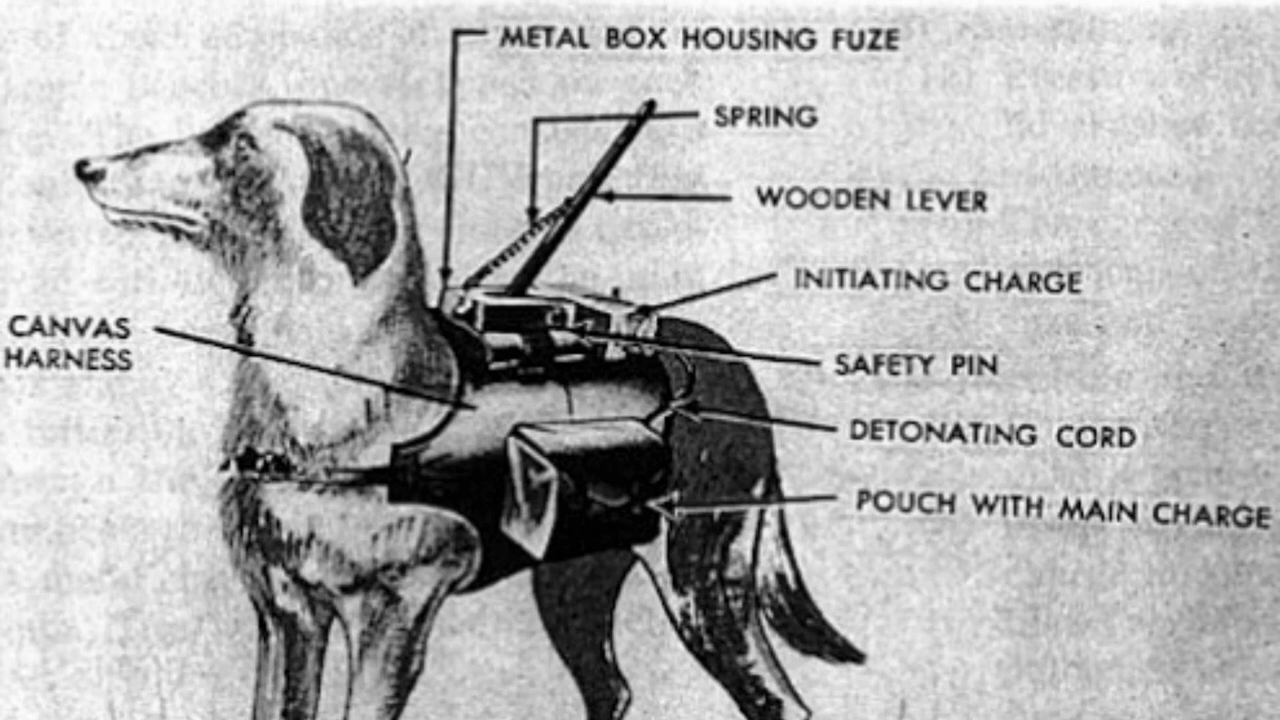 METAL BOX HOUSING FUZE
SPRING
WOODEN LEVER
INITIATING CHARGE
CANVAS
HARNESS
SAFETY PIN
DETONATING CORD
POUCH WITH MAIN CHARGE